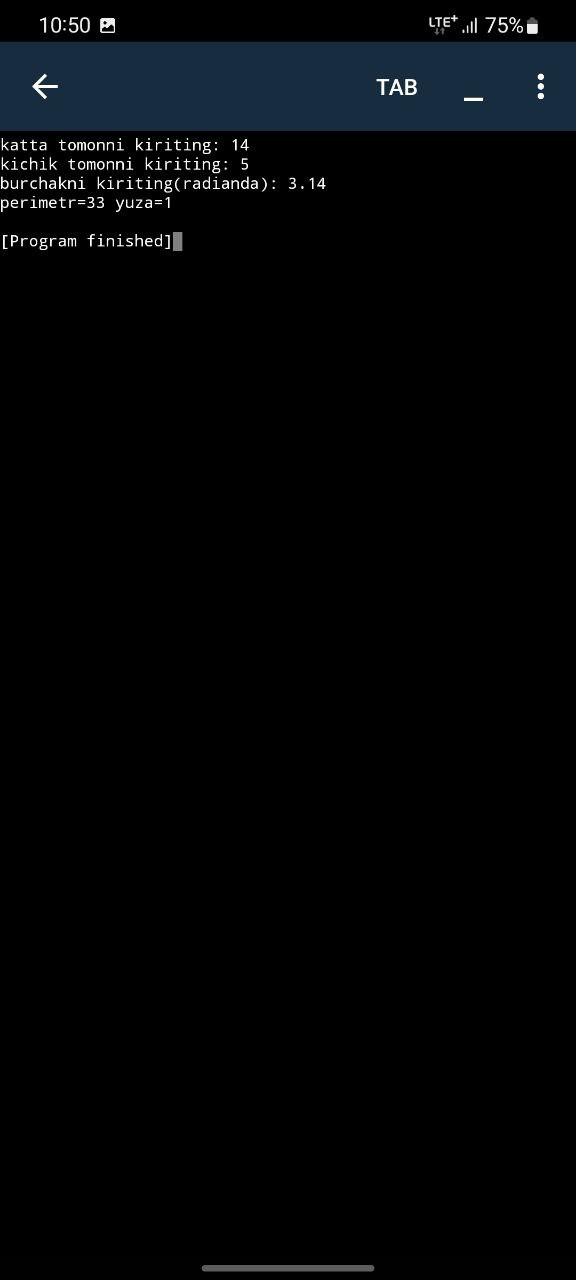 10:50 LTE+ 75%
TAB
katta tomonni kiriting: 14
kichik tomonni kiriting: 5
burchakni kiriting(radianda): 3.14
perimetr=33 yuza=1
[Program finished]